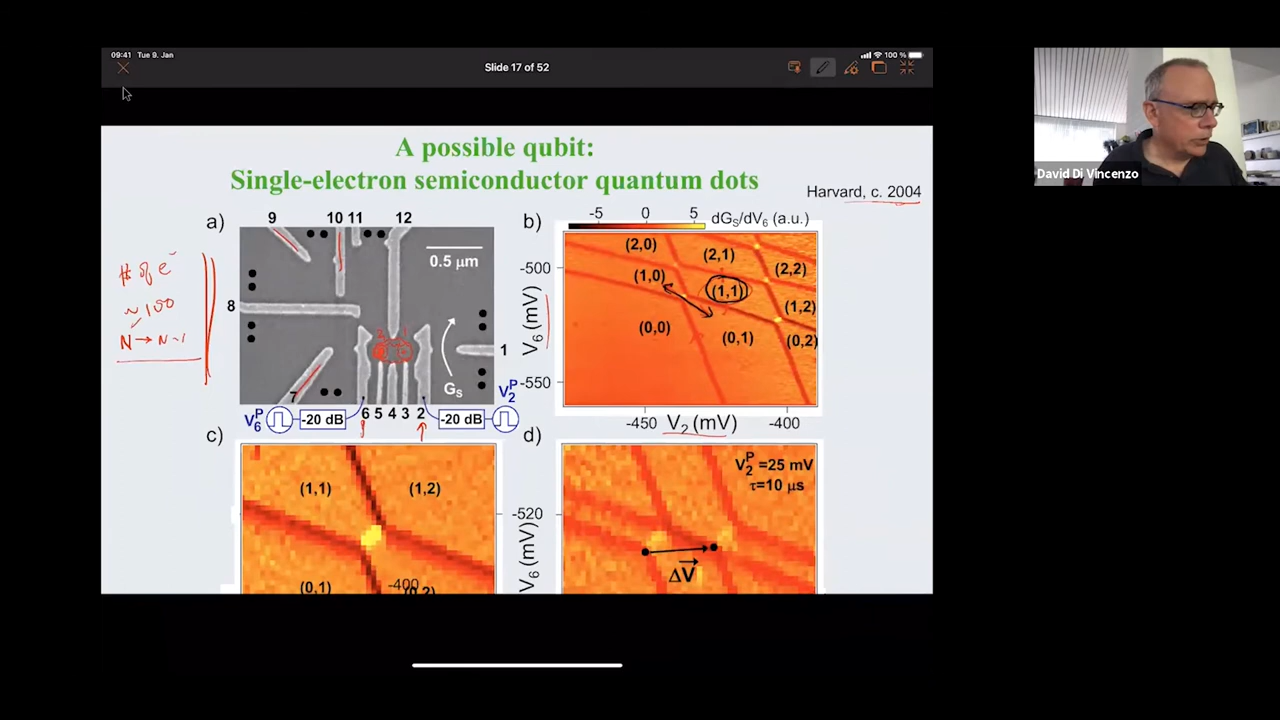 09:41 Tue 9. Jan
100 %
Slide 17 of 52
David Di Vincenzo
A possible qubit:
Single-electron semiconductor quantum dots
Harvard, c. 2004
a)
9 10 11 12
0.5 μm
8
1
7
G_S
V_6^P -20 dB 6 5 4 3 2 -20 dB V_2^P
# of e⁻
~100
N → N-1
b)
-5 0 5 dG_S/dV_6 (a.u.)
(2,0) (2,1) (2,2)
(1,0) (1,1) (1,2)
(0,0) (0,1) (0,2)
-500
V_6 (mV)
-550
-450 V_2 (mV) -400
c)
(1,1) (1,2)
(0,1) -400
d)
V_2^P =25 mV
τ=10 μs
-520
V_6 (mV)
ΔV